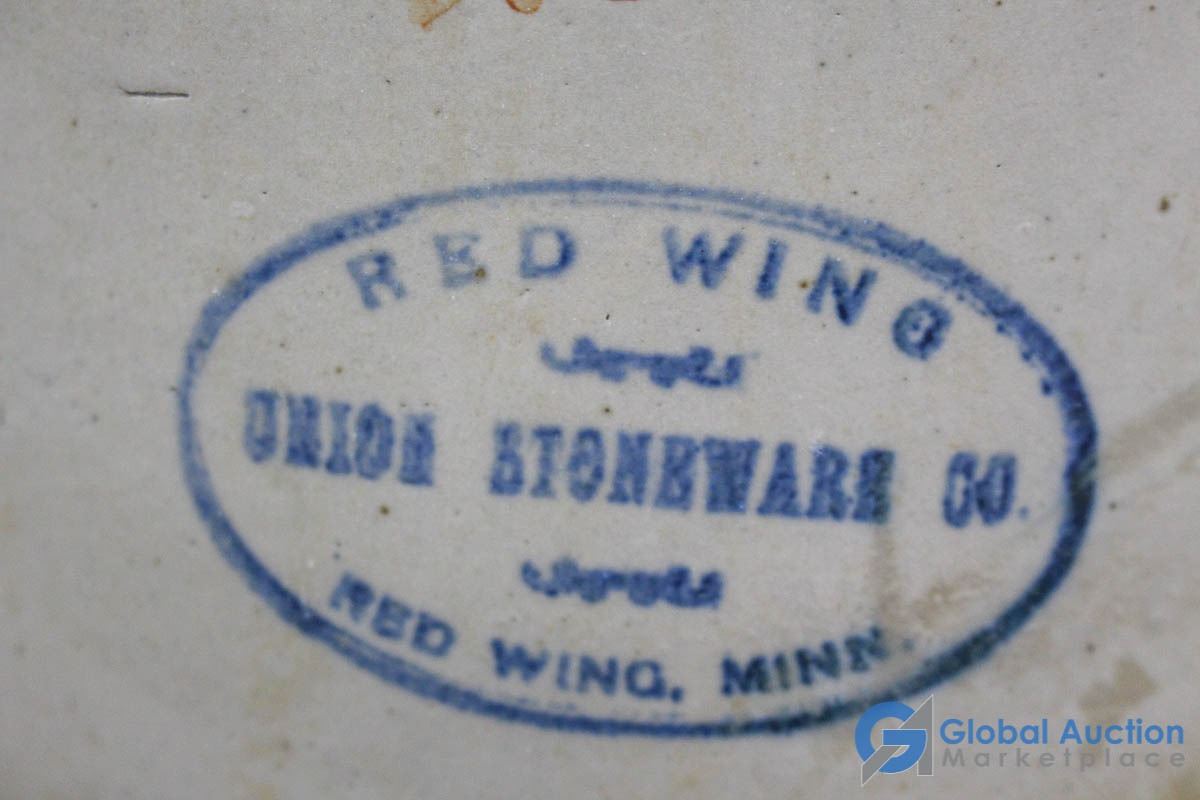 RED WING
UNION STONEWARE CO.
RED WING, MINN.
Global Auction
Marketplace